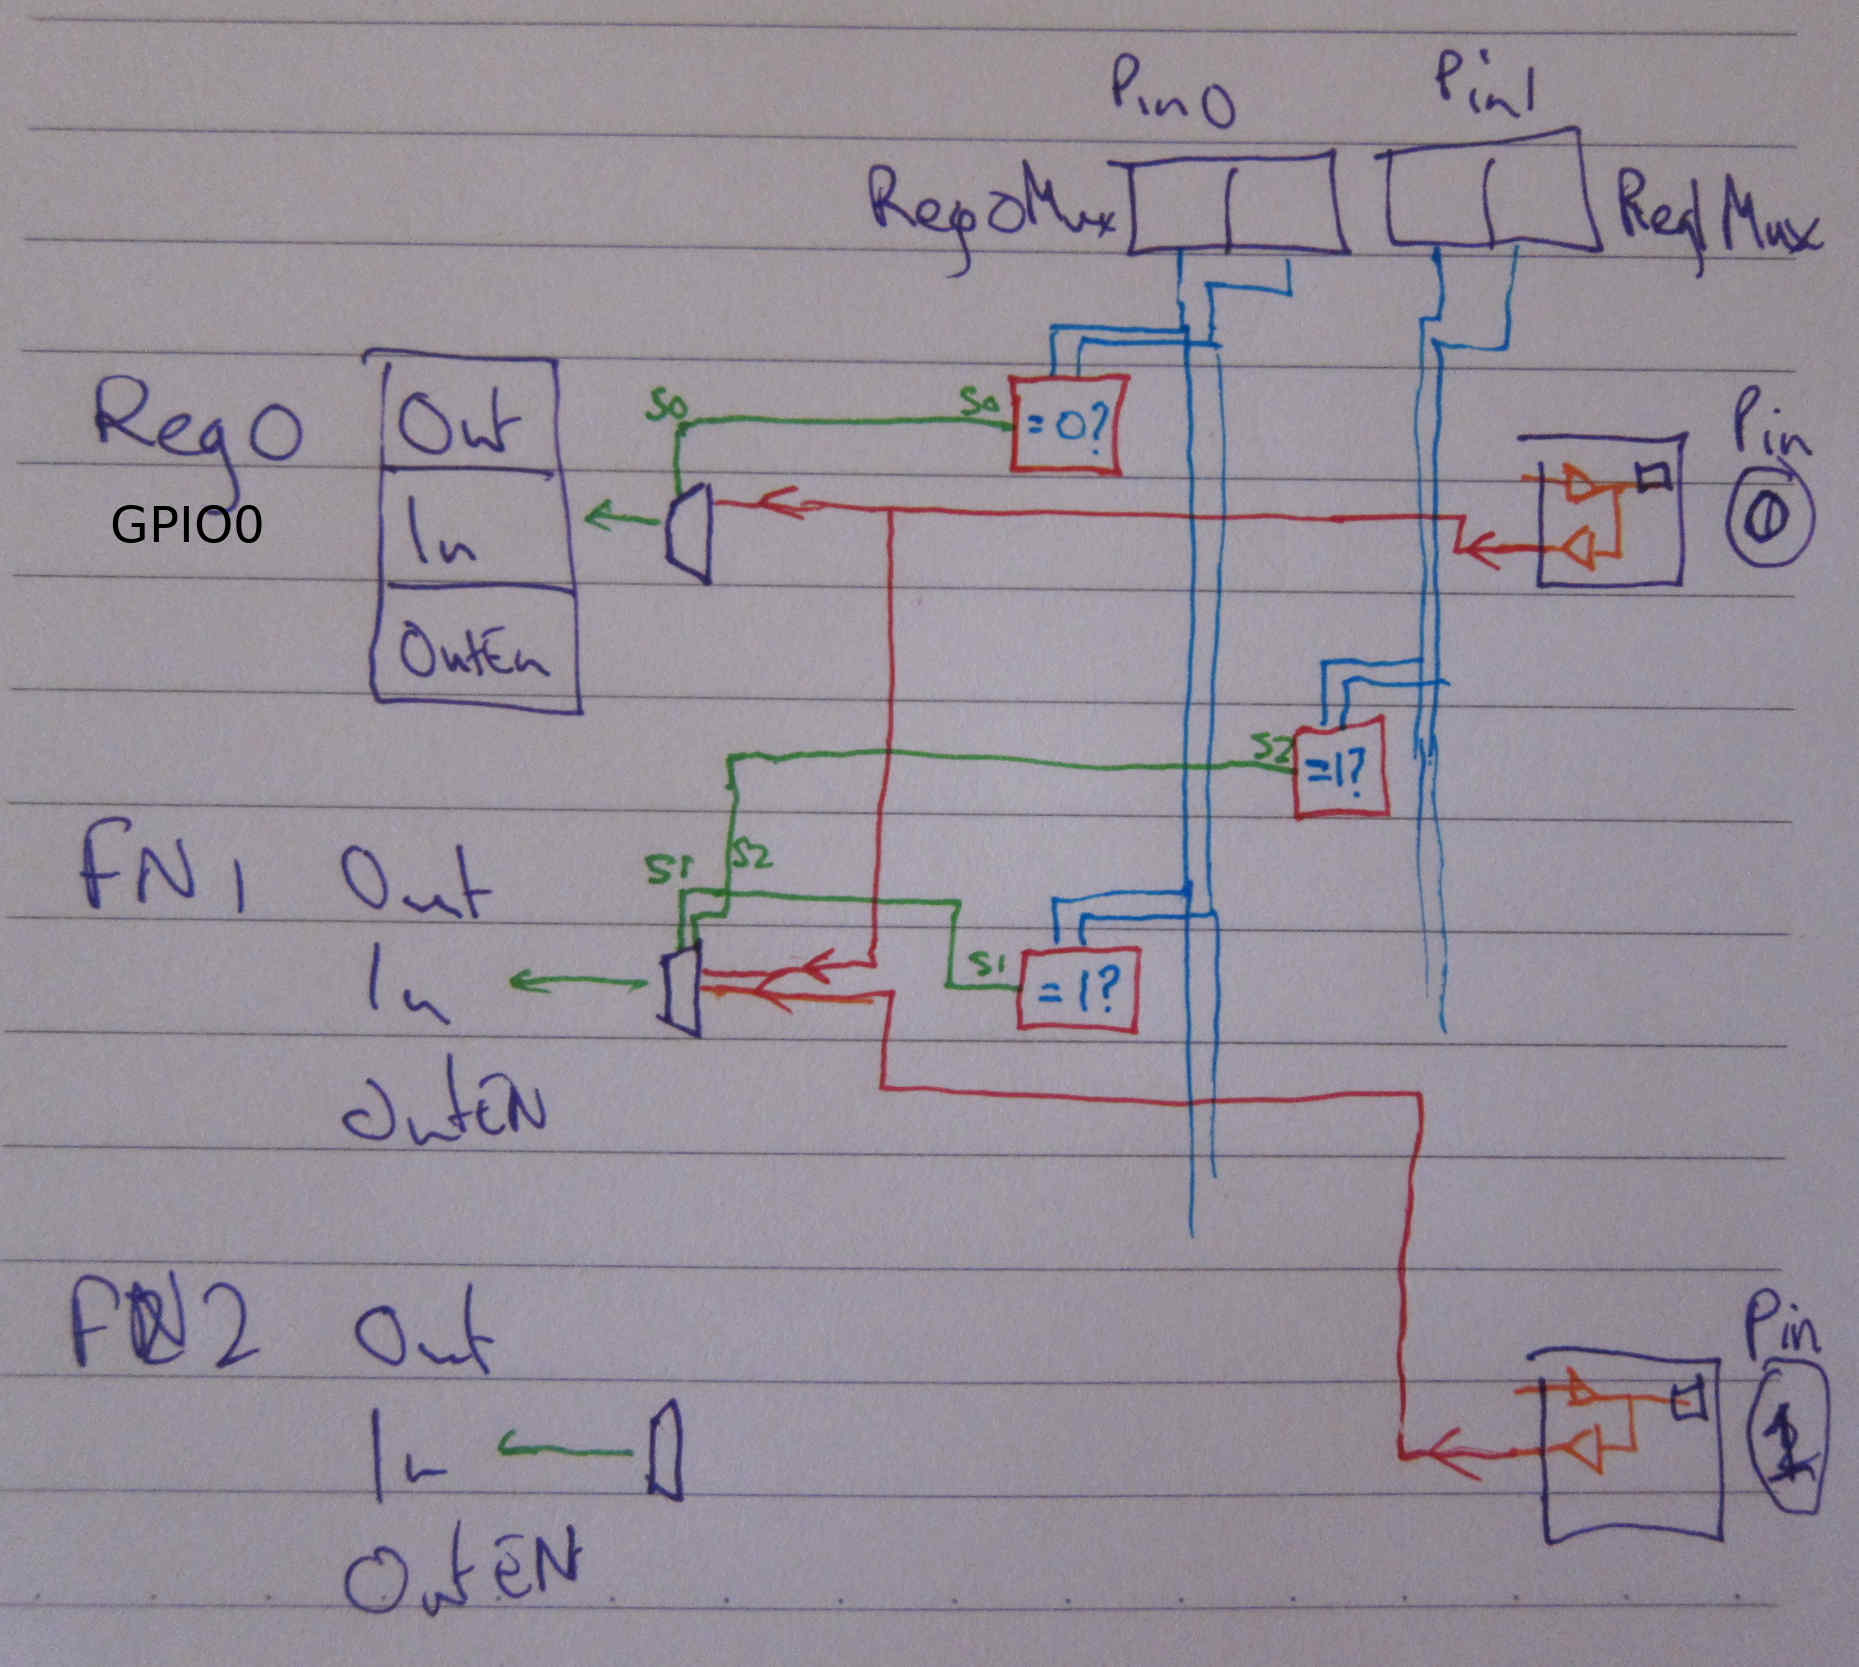 Pin0 Pin1
Reg0Mux Reg1Mux
Reg0 Out S0 S0 =0? Pin
GPIO0 In 0
OutEn
S2 =1?
FN1 Out S1 S2
In S1 =1?
OutEN
FN2 Out Pin
In 1
OutEN